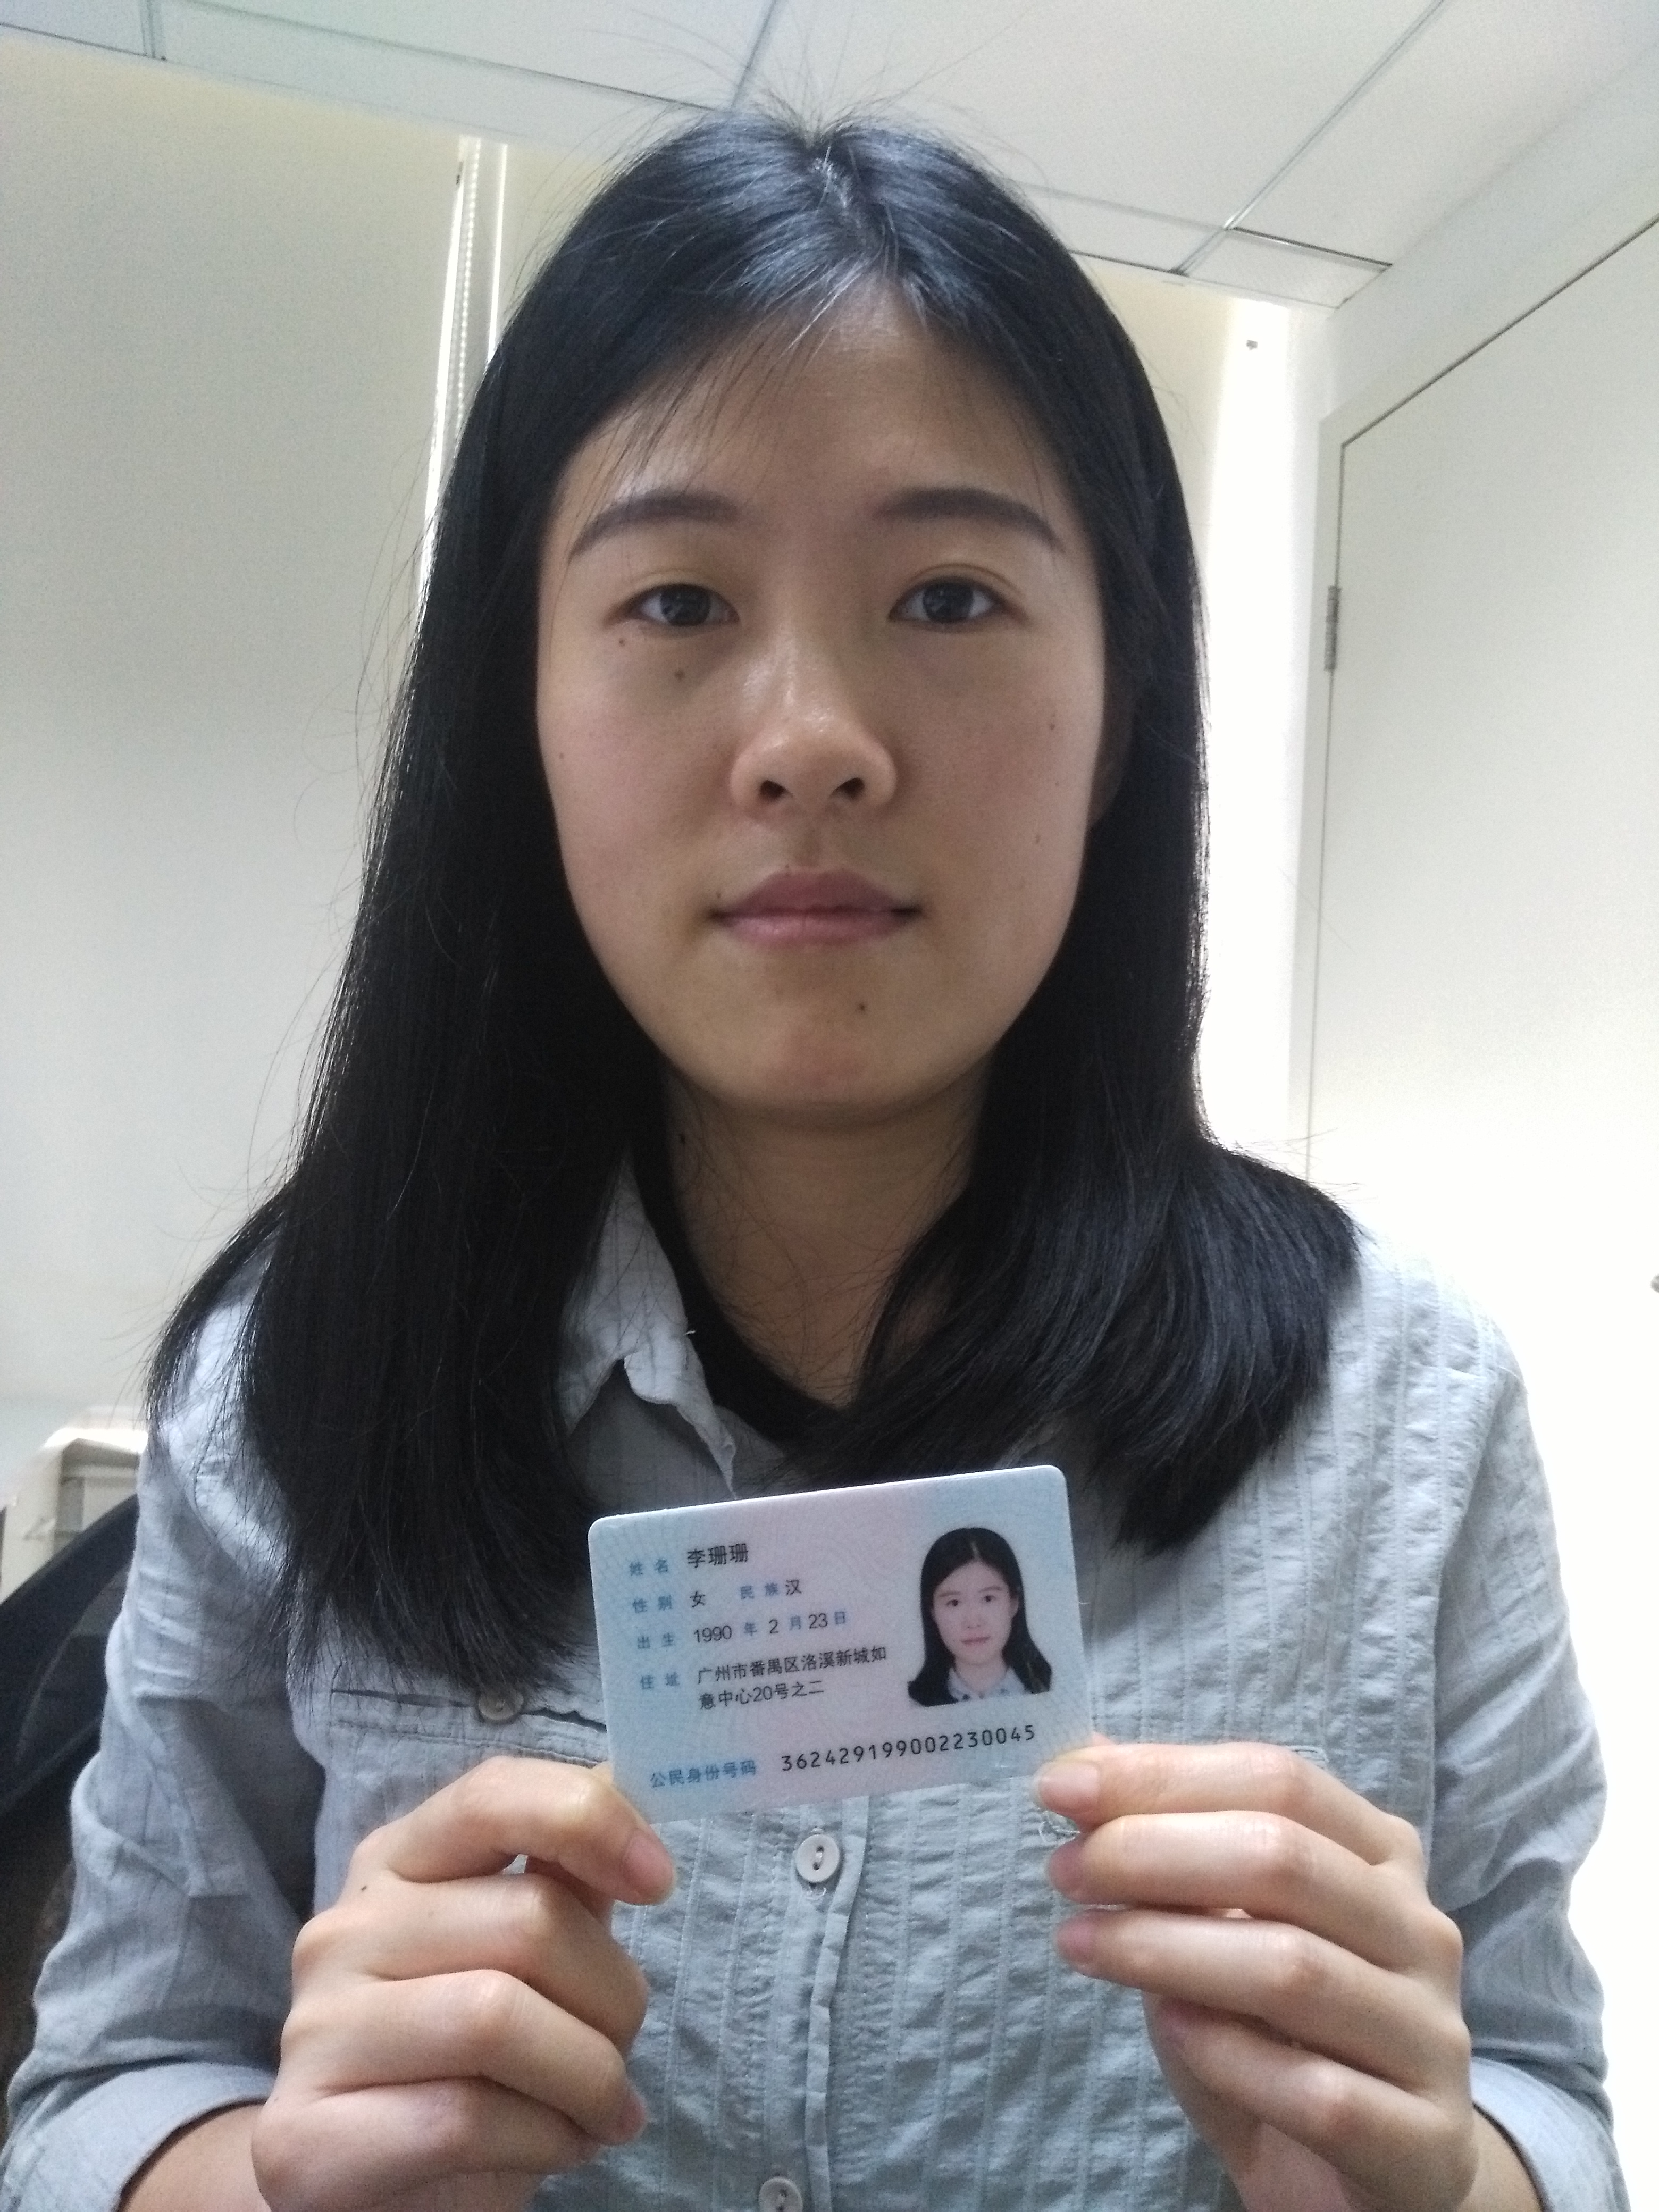 姓名 李珊珊
性别 女 民族 汉
出生 1990 年 2 月 23 日
住址 广州市番禺区洛溪新城如
意中心20号之二
公民身份号码 362429199002230045